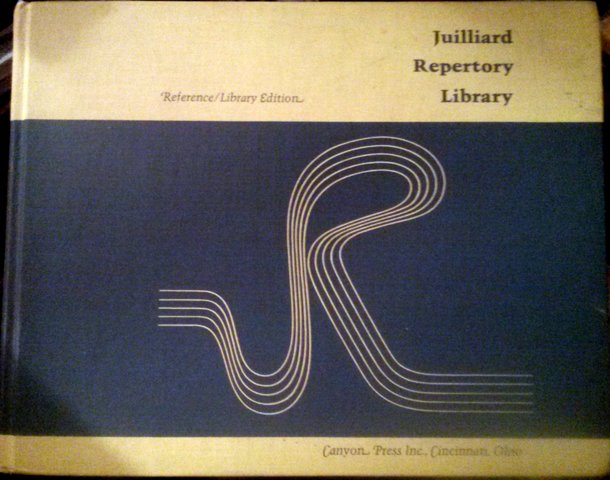 Juilliard
Repertory
Library
Reference/Library Edition
Canyon Press Inc., Cincinnati, Ohio